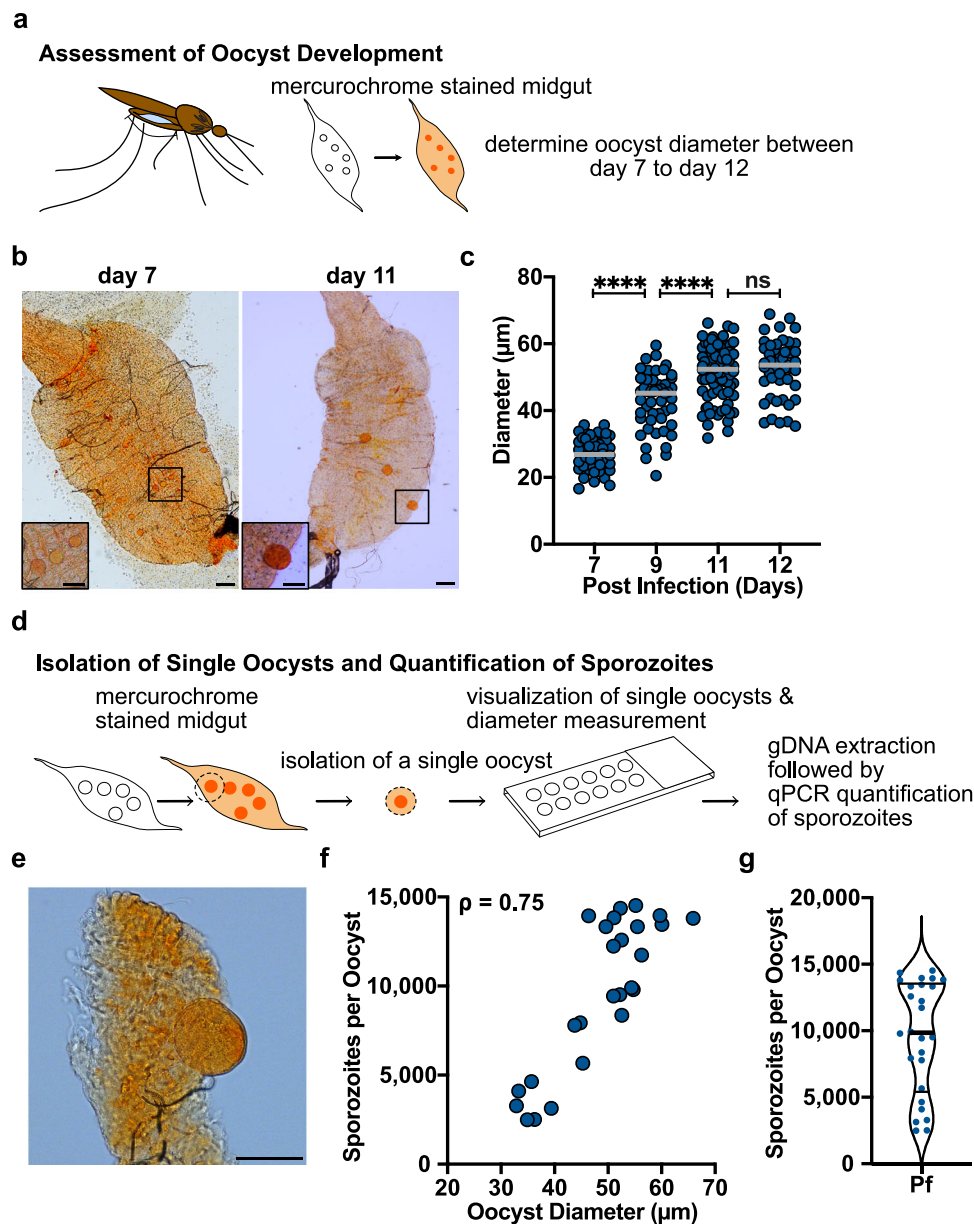 a
Assessment of Oocyst Development
mercurochrome stained midgut
determine oocyst diameter between
day 7 to day 12
b
day 7
day 11
c
80
60
40
20
0
Diameter (µm)
**** **** ns
7 9 11 12
Post Infection (Days)
d
Isolation of Single Oocysts and Quantification of Sporozoites
mercurochrome
stained midgut
isolation of a single oocyst
visualization of single oocysts &
diameter measurement
gDNA extraction
followed by
qPCR quantification
of sporozoites
e
f
15,000
10,000
5,000
0
Sporozoites per Oocyst
ρ = 0.75
20 30 40 50 60 70
Oocyst Diameter (µm)
g
20,000
15,000
10,000
5,000
0
Sporozoites per Oocyst
Pf